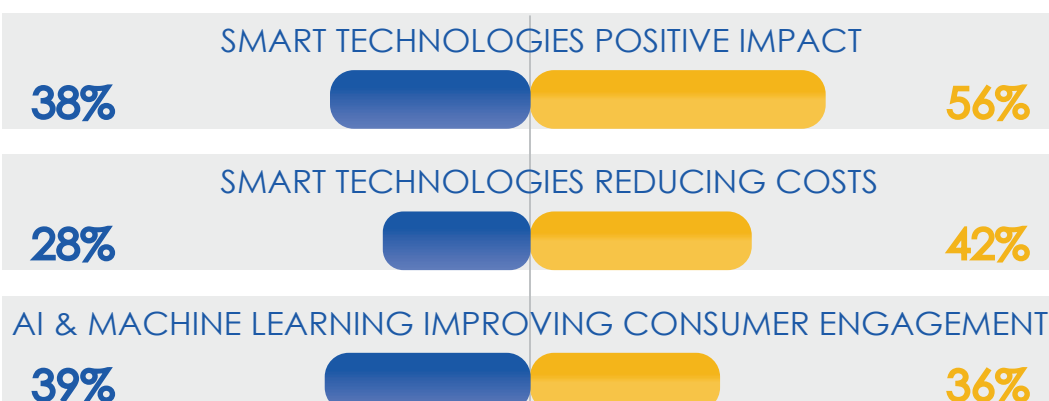 SMART TECHNOLOGIES POSITIVE IMPACT
38% 56%
SMART TECHNOLOGIES REDUCING COSTS
28% 42%
AI & MACHINE LEARNING IMPROVING CONSUMER ENGAGEMENT
39% 36%